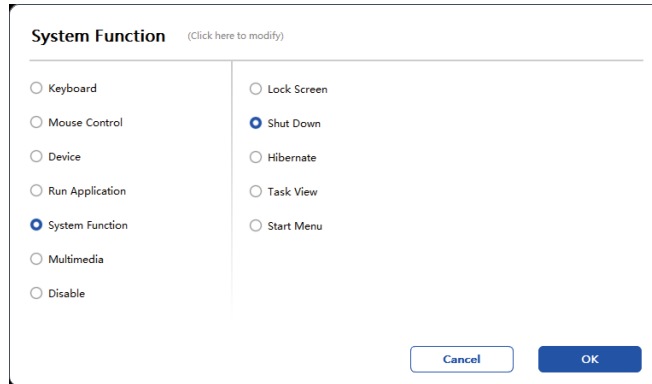 System Function (Click here to modify)
Keyboard
Mouse Control
Device
Run Application
System Function
Multimedia
Disable
Lock Screen
Shut Down
Hibernate
Task View
Start Menu
Cancel OK